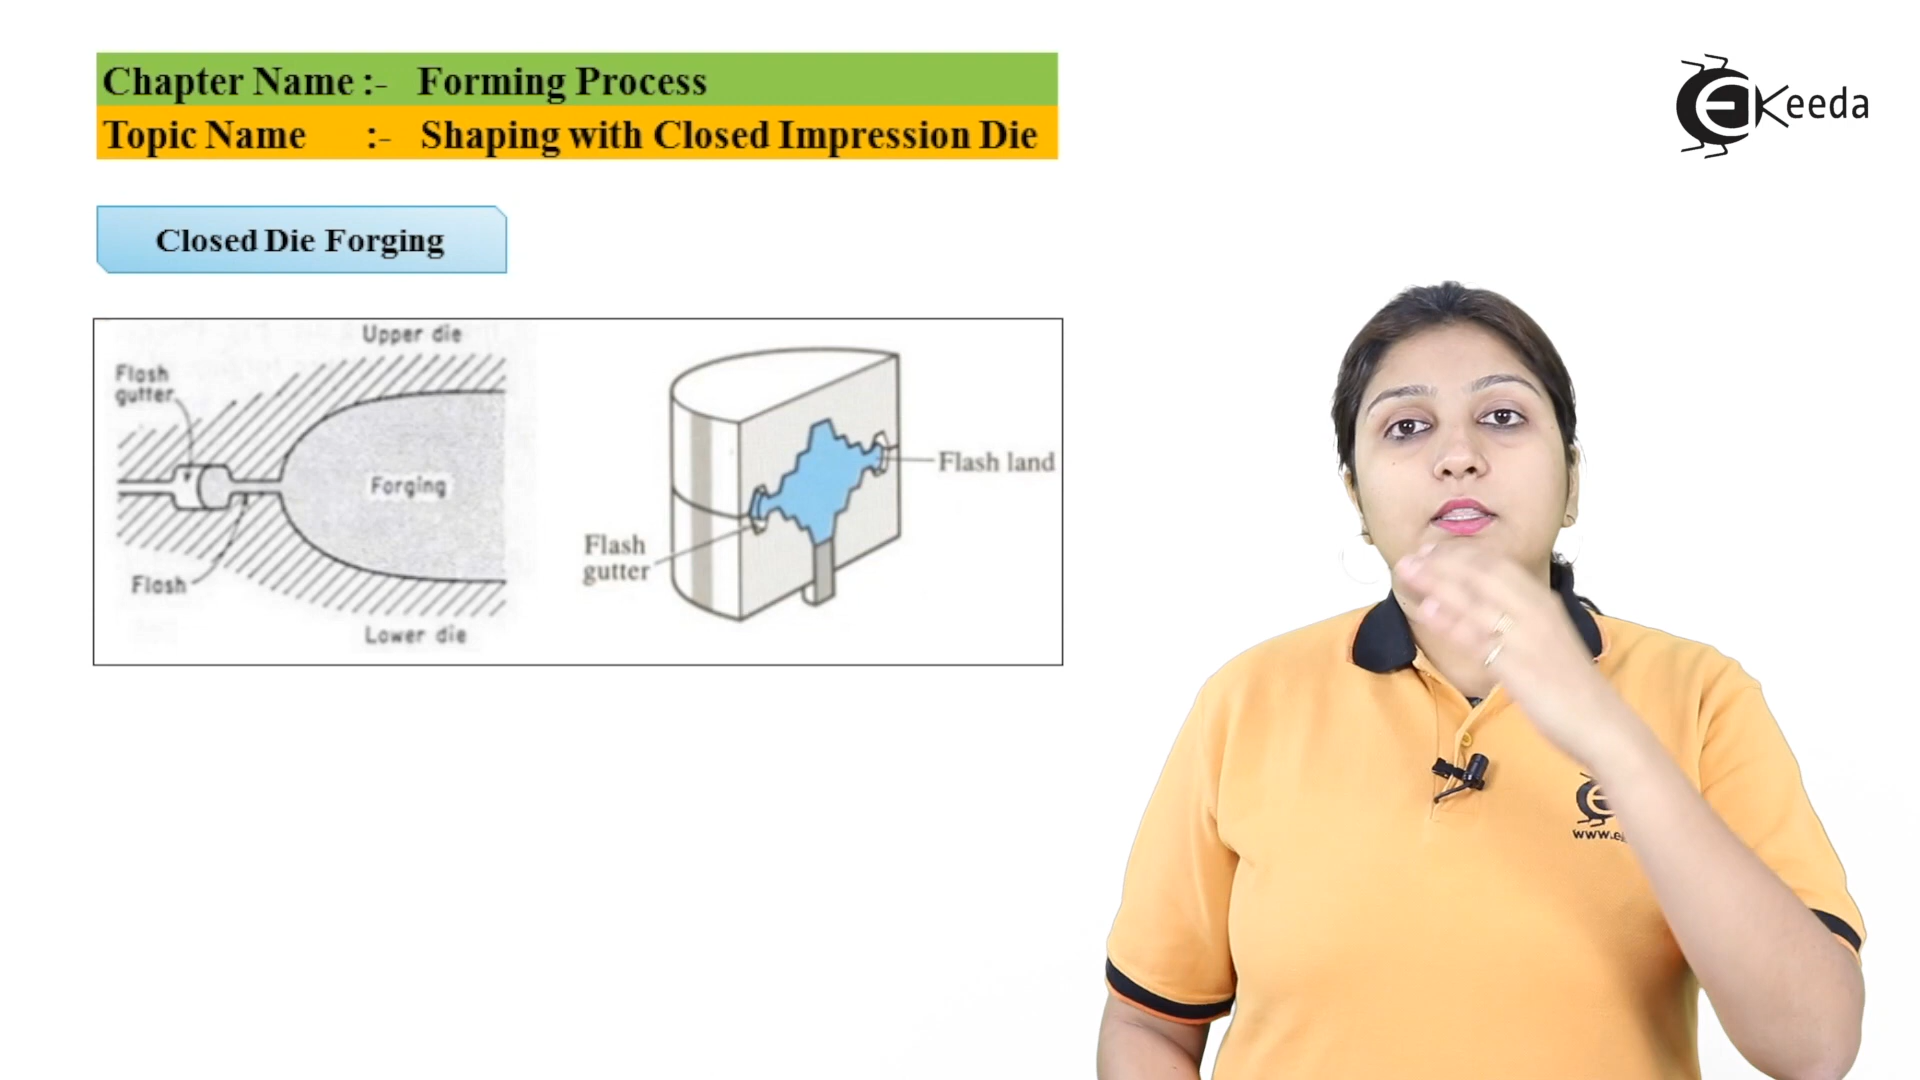 Chapter Name :- Forming Process
Topic Name :- Shaping with Closed Impression Die
Keeda
Closed Die Forging
Upper die
Flash
gutter
Forging
Flash
Lower die
Flash land
Flash
gutter
www.e